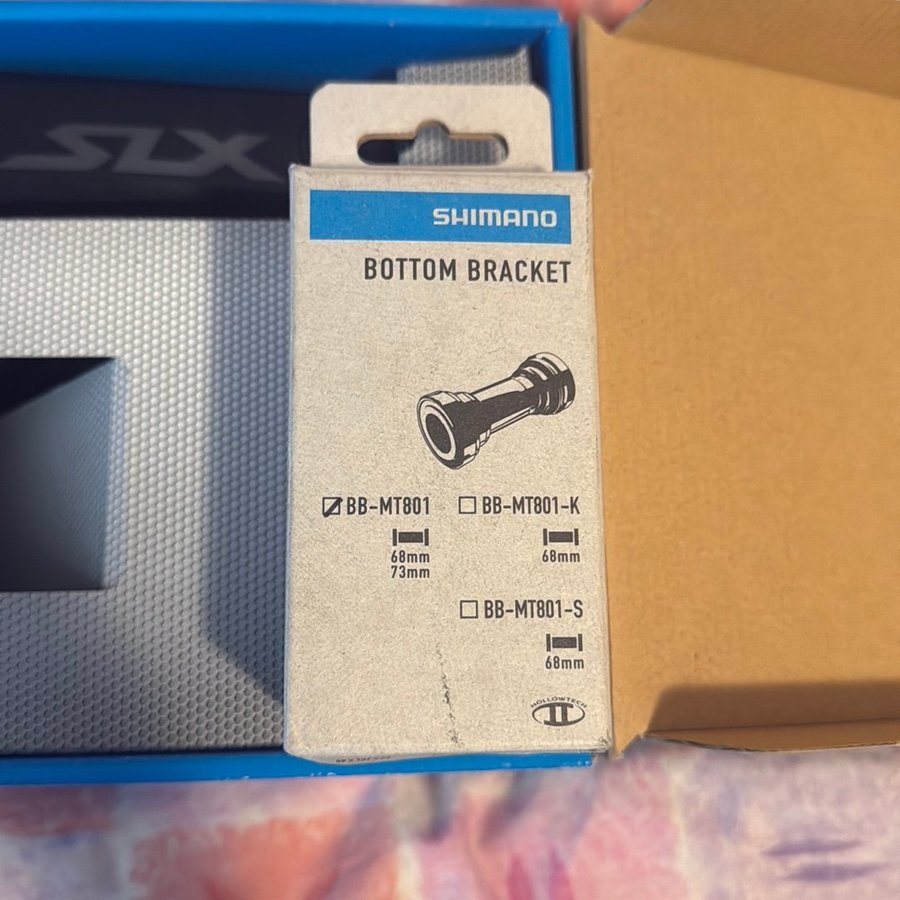 SLX
SHIMANO
BOTTOM BRACKET
BB-MT801
68mm
73mm
BB-MT801-K
68mm
BB-MT801-S
68mm
HOLLOWTECH
II